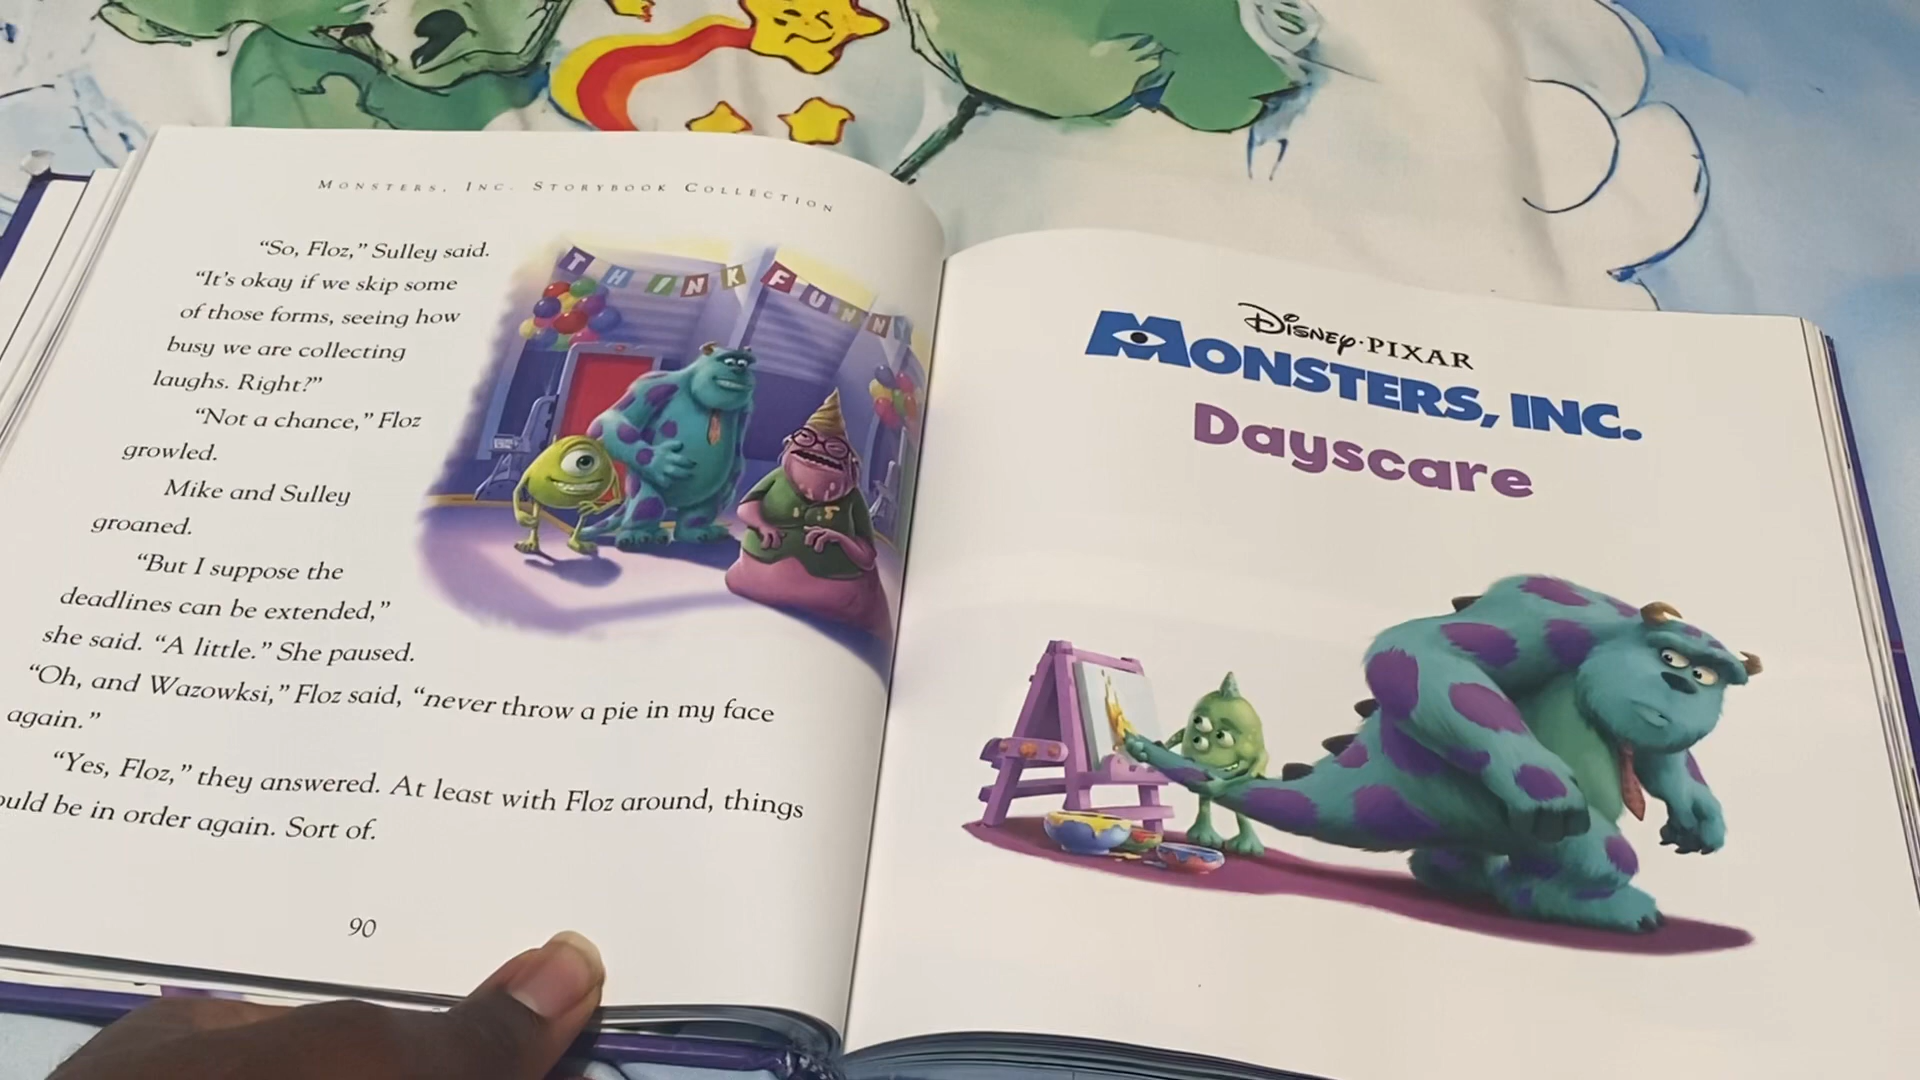 MONSTERS, INC. STORYBOOK COLLECTION
"So, Floz," Sulley said.
"It's okay if we skip some
of those forms, seeing how
busy we are collecting
laughs. Right?"
"Not a chance," Floz
growled.
Mike and Sulley
groaned.
"But I suppose the
deadlines can be extended,"
she said. "A little." She paused.
"Oh, and Wazowksi," Floz said, "never throw a pie in my face
again."
"Yes, Floz," they answered. At least with Floz around, things
be in order again. Sort of.
90
THINK FUNNY
Disney·PIXAR
MONSTERS, INC.
Dayscare